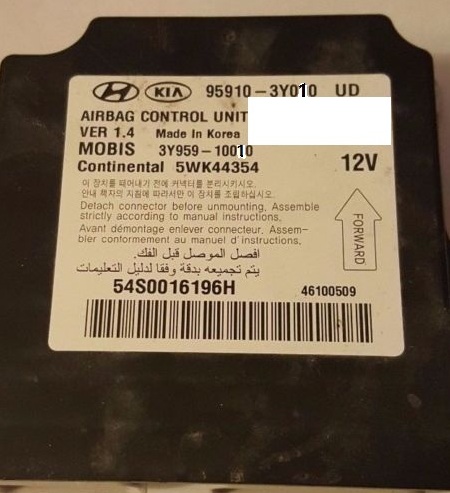 HYUNDAI KIA 95910-3Y010 UD
AIRBAG CONTROL UNIT
VER 1.4 Made In Korea
MOBIS 3Y959-10010
Continental 5WK44354 12V
이 장치를 떼어내기 전에 커넥터를 분리시키시오.
안내 책자의 지침에 따라서만 이 장치를 조립하십시오.
Detach connector before unmounting. Assemble
strictly according to manual instructions.
Avant démontage enlever connecteur. Assem-
bler conformement au manuel d'instructions.
افصل الموصل قبل الفك.
يتم تجميعه بدقة وفقا لدليل التعليمات
FORWARD
54S0016196H 46100509